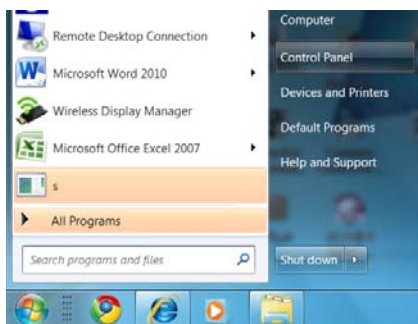 Remote Desktop Connection
Microsoft Word 2010
Wireless Display Manager
Microsoft Office Excel 2007
s
All Programs
Search programs and files
Computer
Control Panel
Devices and Printers
Default Programs
Help and Support
Shut down